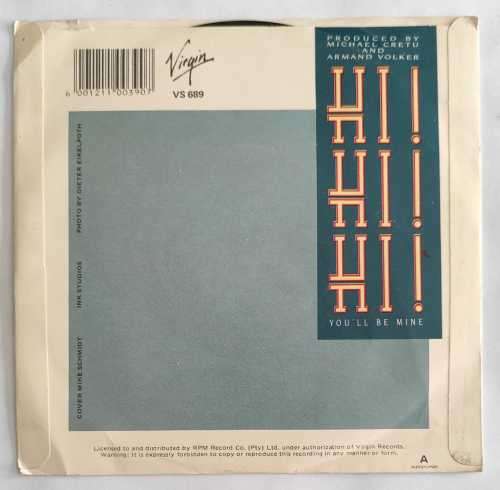 6 001211 003907
Virgin
VS 689
PRODUCED BY
MICHAEL CRETU
AND
ARMAND VOLKER
HI!
HI!
HI!
YOU'LL BE MINE
PHOTO BY DIETER EIKELPOTH
INK STUDIOS
COVER MIKE SCHMIDT
Licensed to and distributed by RPM Record Co. (Pty) Ltd. under authorization of Virgin Records.
Warning: It is expressly forbidden to copy or reproduce this recording in any manner or form.
A